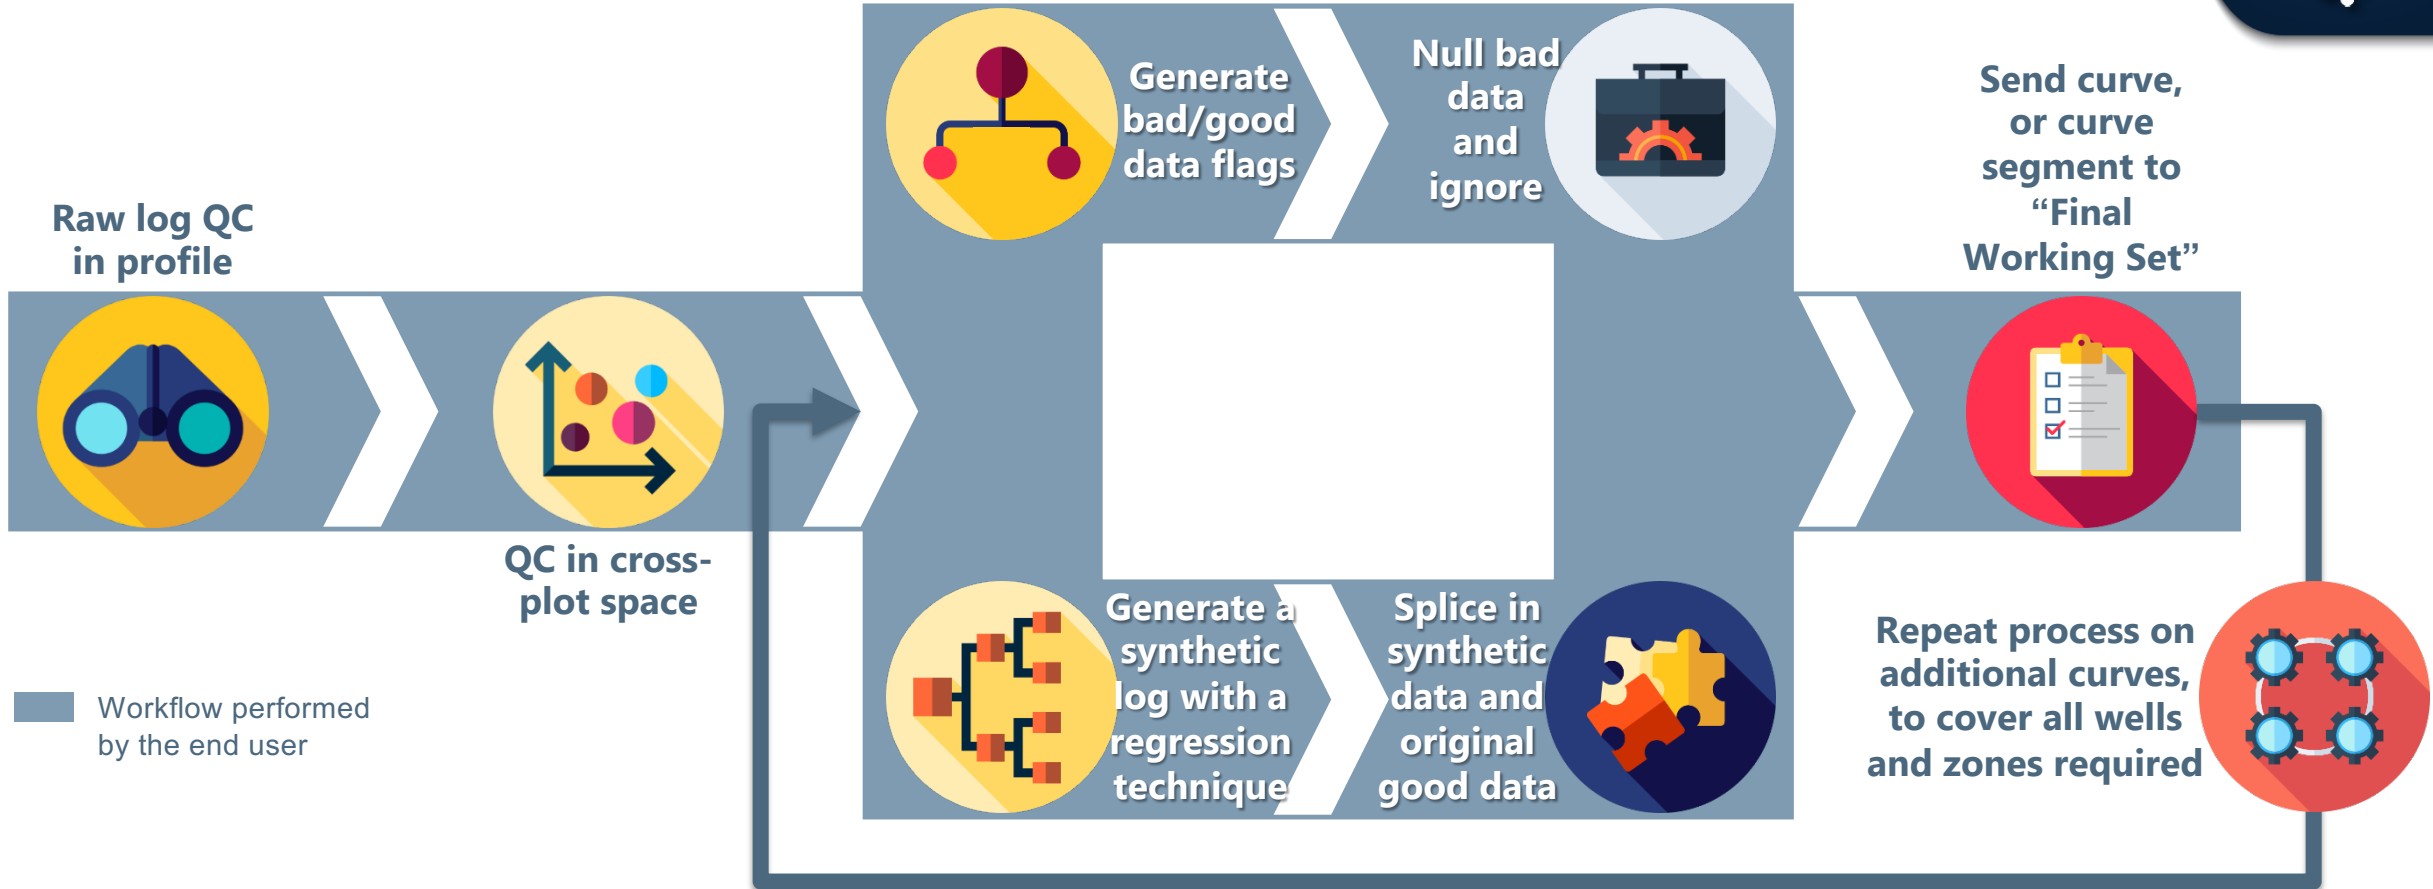 Raw log QC
in profile
QC in cross-
plot space
Generate
bad/good
data flags
Null bad
data
and
ignore
Generate a
synthetic
log with a
regression
technique
Splice in
synthetic
data and
original
good data
Send curve,
or curve
segment to
“Final
Working Set”
Repeat process on
additional curves,
to cover all wells
and zones required
Workflow performed
by the end user